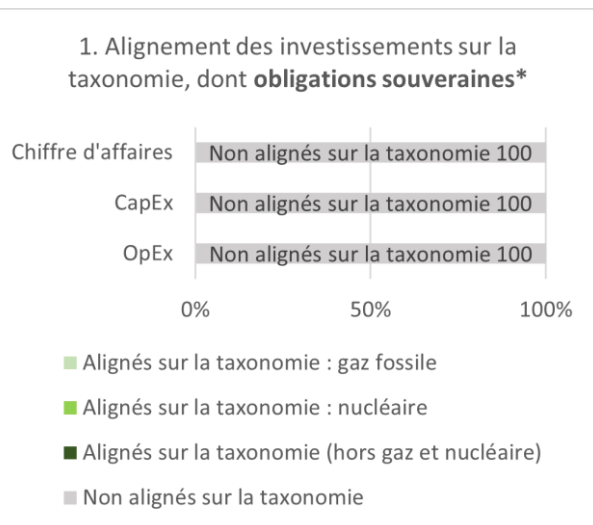 1. Alignement des investissements sur la
taxonomie, dont obligations souveraines*
Chiffre d'affaires
Non alignés sur la taxonomie 100
CapEx
Non alignés sur la taxonomie 100
OpEx
Non alignés sur la taxonomie 100
0% 50% 100%
Alignés sur la taxonomie : gaz fossile
Alignés sur la taxonomie : nucléaire
Alignés sur la taxonomie (hors gaz et nucléaire)
Non alignés sur la taxonomie